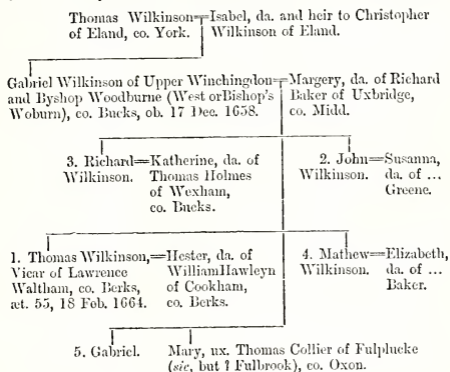 Thomas Wilkinson=Isabel, da. and heir to Christopher
of Eland, co. York. Wilkinson of Eland.
Gabriel Wilkinson of Upper Winchingdon=Margery, da. of Richard
and Byshop Woodburne (West or Bishop's Baker of Uxbridge,
Woburn), co. Bucks, ob. 17 Dec. 1658. co. Midd.
3. Richard=Katherine, da. of
Wilkinson. Thomas Holmes
of Wexham,
co. Bucks.
2. John=Susanna,
Wilkinson. da. of ...
Greene.
1. Thomas Wilkinson,=Hester, da. of
Vicar of Lawrence William Hawleyn
Waltham, co. Berks, of Cookham,
æt. 55, 18 Feb. 1664. co. Berks.
4. Mathew=Elizabeth,
Wilkinson. da. of ...
Baker.
5. Gabriel. Mary, ux. Thomas Collier of Fulplucke
(sic, but ? Fulbrook), co. Oxon.